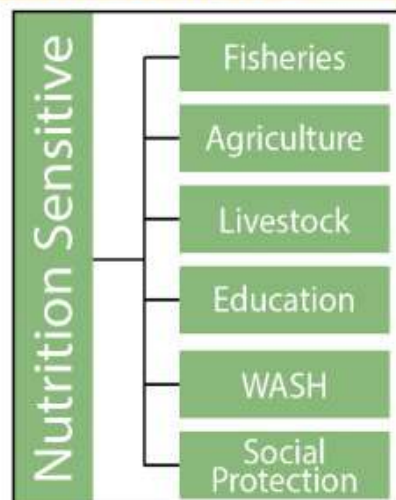 Nutrition Sensitive
Fisheries
Agriculture
Livestock
Education
WASH
Social
Protection